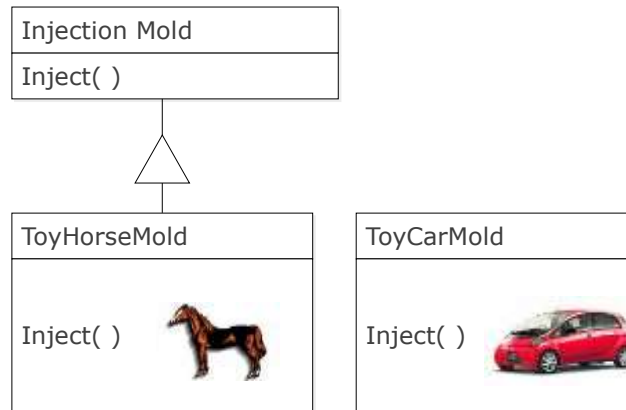 Injection Mold
Inject( )
ToyHorseMold
Inject( )
ToyCarMold
Inject( )